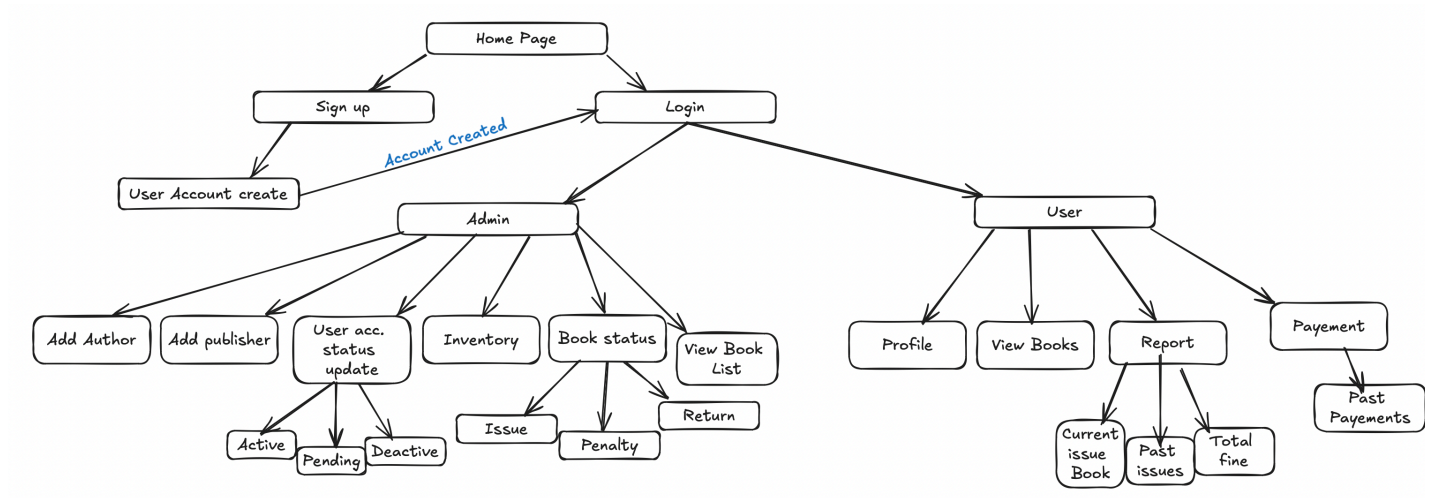 Home Page
Sign up
Login
Account Created
User Account create
Admin
User
Add Author
Add publisher
User acc.
status
update
Inventory
Book status
View Book
List
Profile
View Books
Report
Payement
Active
Pending
Deactive
Issue
Penalty
Return
Current
issue
Book
Past
issues
Total
fine
Past
Payments